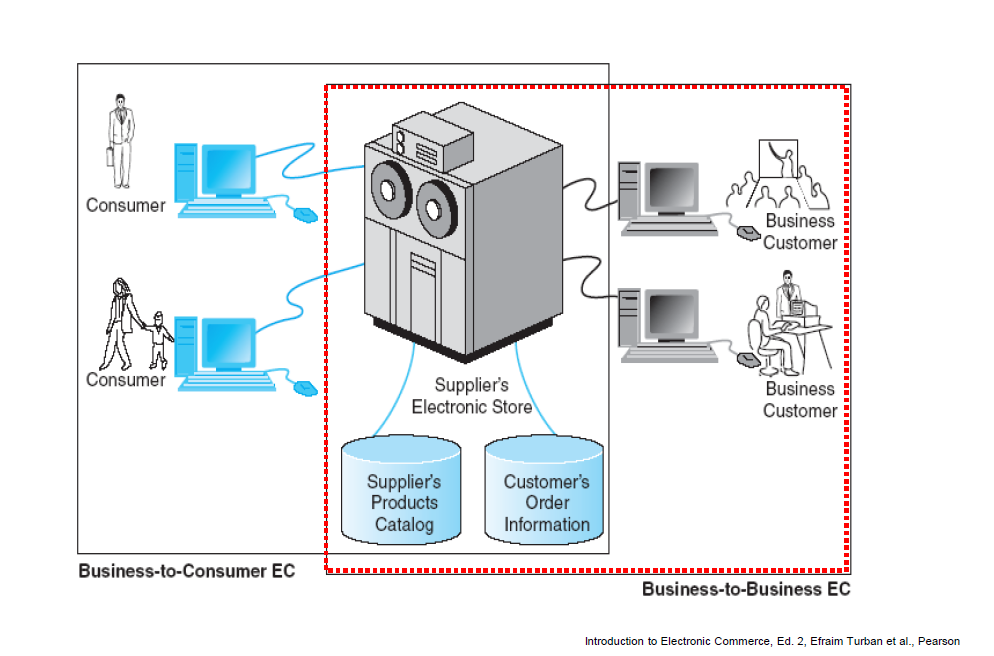 Consumer
Business
Customer
Consumer
Supplier's
Electronic Store
Business
Customer
Supplier's
Products
Catalog
Customer's
Order
Information
Business-to-Consumer EC
Business-to-Business EC
Introduction to Electronic Commerce, Ed. 2, Efraim Turban et al., Pearson